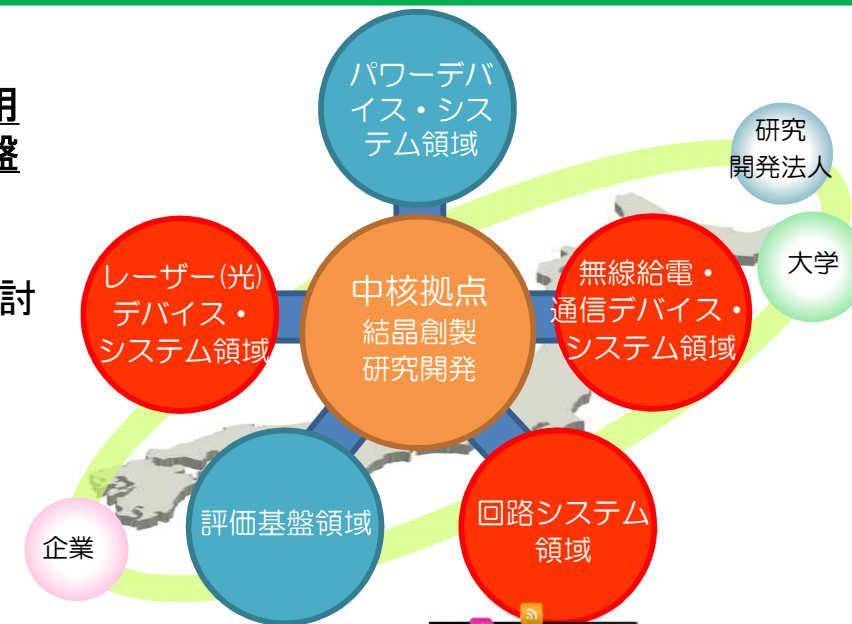 用
盤
討
パワーデバ
イス・シス
テム領域
研究
開発法人
大学
レーザー(光)
デバイス・
システム領域
中核拠点
結晶創製
研究開発
無線給電・
通信デバイス・
システム領域
評価基盤領域
回路システム
領域
企業